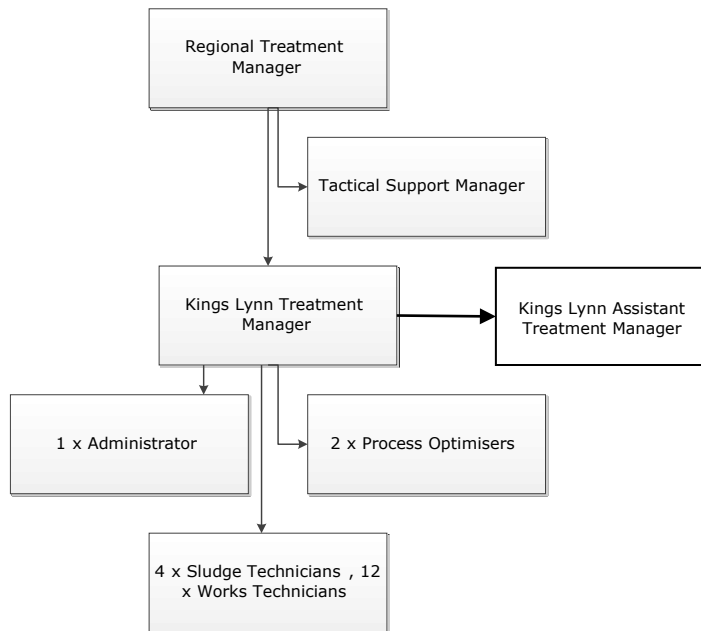 Regional Treatment
Manager
Tactical Support Manager
Kings Lynn Treatment
Manager
Kings Lynn Assistant
Treatment Manager
1 x Administrator
2 x Process Optimisers
4 x Sludge Technicians , 12
x Works Technicians